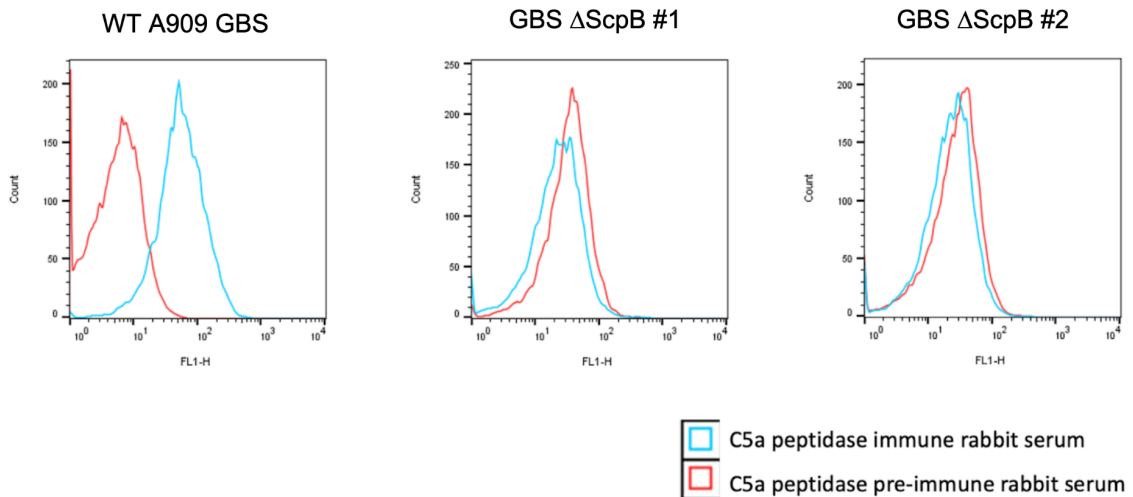 WT A909 GBS
GBS ΔScpB #1
GBS ΔScpB #2
200
150
100
50
0
Count
10⁰ 10¹ 10² 10³ 10⁴
FL1-H
250
200
150
100
50
0
Count
10⁰ 10¹ 10² 10³ 10⁴
FL1-H
200
150
100
50
0
Count
10⁰ 10¹ 10² 10³ 10⁴
FL1-H
C5a peptidase immune rabbit serum
C5a peptidase pre-immune rabbit serum